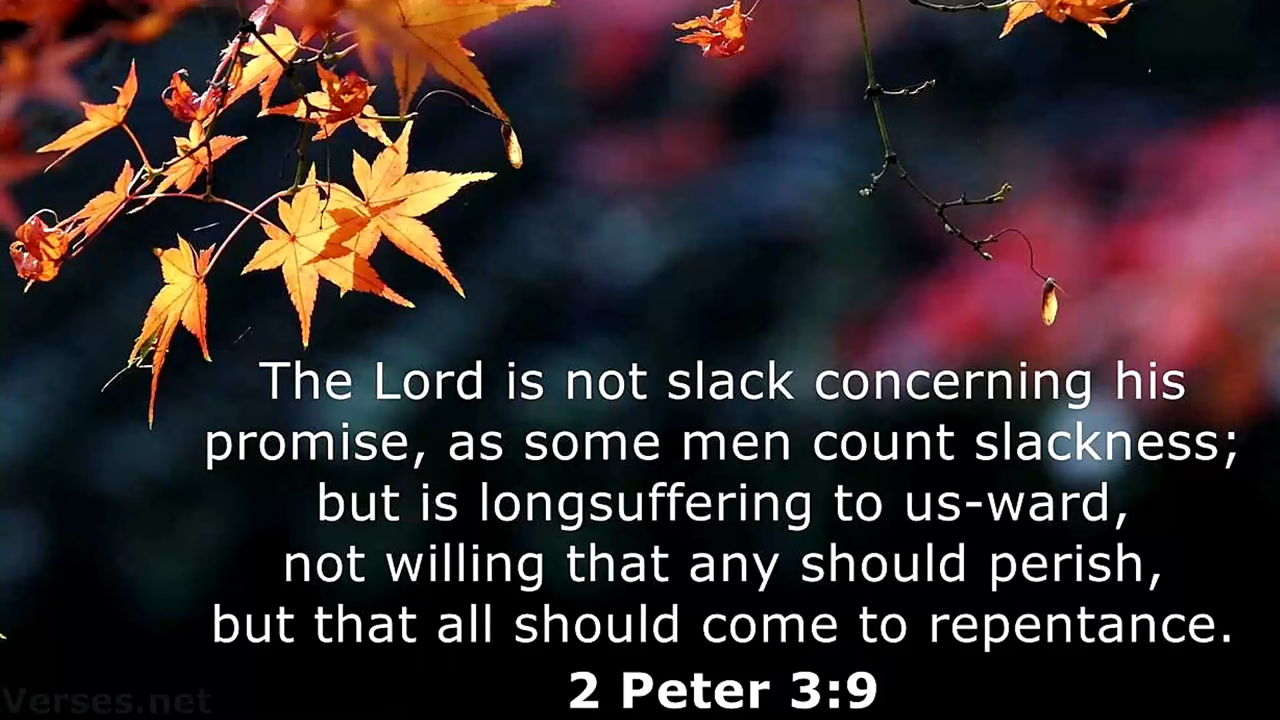 The Lord is not slack concerning his
promise, as some men count slackness;
but is longsuffering to us-ward,
not willing that any should perish,
but that all should come to repentance.
2 Peter 3:9
Verses.net